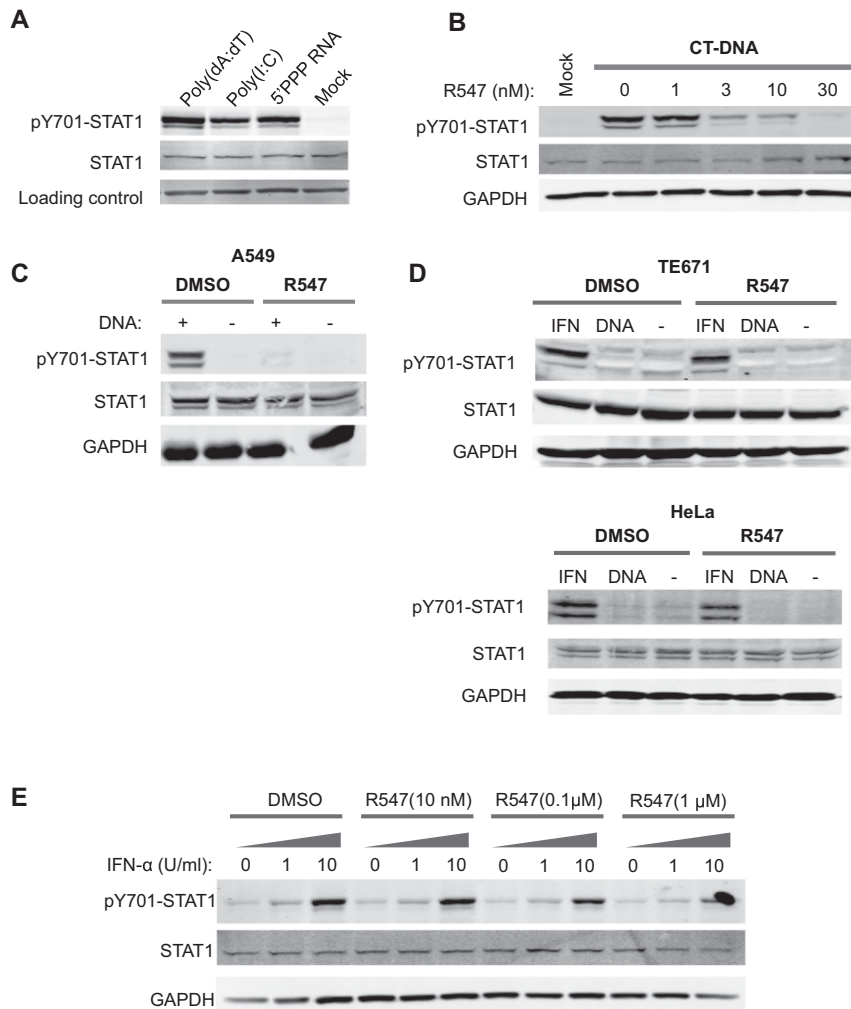 A
Poly(dA:dT)
Poly(I:C)
5'PPP RNA
Mock
pY701-STAT1
STAT1
Loading control
B
Mock
CT-DNA
R547 (nM): 0 1 3 10 30
pY701-STAT1
STAT1
GAPDH
C
A549
DMSO R547
DNA: + - + -
pY701-STAT1
STAT1
GAPDH
D
TE671
DMSO R547
IFN DNA - IFN DNA -
pY701-STAT1
STAT1
GAPDH
HeLa
DMSO R547
IFN DNA - IFN DNA -
pY701-STAT1
STAT1
GAPDH
E
DMSO R547(10 nM) R547(0.1μM) R547(1 μM)
IFN-α (U/ml): 0 1 10 0 1 10 0 1 10 0 1 10
pY701-STAT1
STAT1
GAPDH